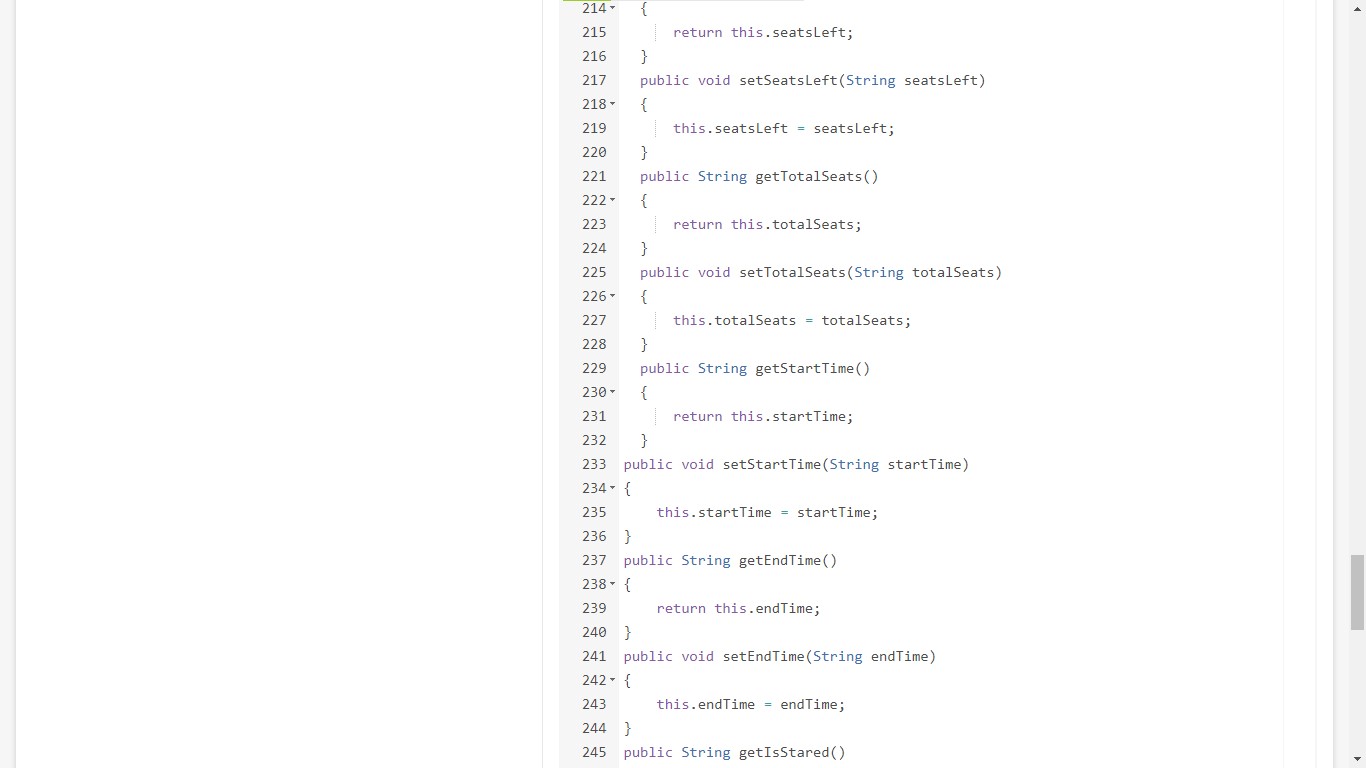 214 {
215 return this.seatsLeft;
216 }
217 public void setSeatsLeft(String seatsLeft)
218 {
219 this.seatsLeft = seatsLeft;
220 }
221 public String getTotalSeats()
222 {
223 return this.totalSeats;
224 }
225 public void setTotalSeats(String totalSeats)
226 {
227 this.totalSeats = totalSeats;
228 }
229 public String getStartTime()
230 {
231 return this.startTime;
232 }
233 public void setStartTime(String startTime)
234 {
235 this.startTime = startTime;
236 }
237 public String getEndTime()
238 {
239 return this.endTime;
240 }
241 public void setEndTime(String endTime)
242 {
243 this.endTime = endTime;
244 }
245 public String getIsStared()